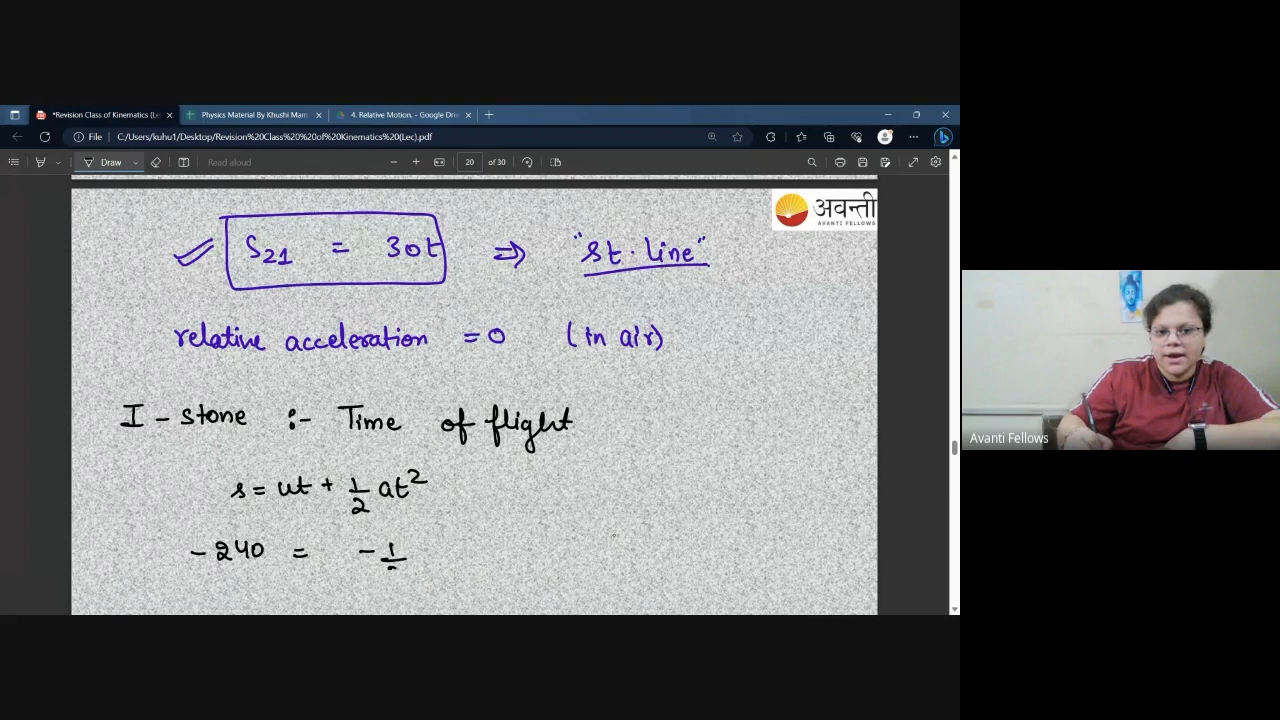 *Revision Class of Kinematics (Le
Physics Material By Khushi Mam
4. Relative Motion. - Google Dri
File
C:/Users/kuhu1/Desktop/Revision%20Class%20%20of%20Kinematics%20(Lec).pdf
Draw
Read aloud
20 of 30
अवन्ती
AVANTI FELLOWS
S21 = 30t ⇒ "st. line"
relative acceleration = 0 (in air)
I - stone :- Time of flight
s = ut + 1/2 at²
- 240 = - 1/
Avanti Fellows